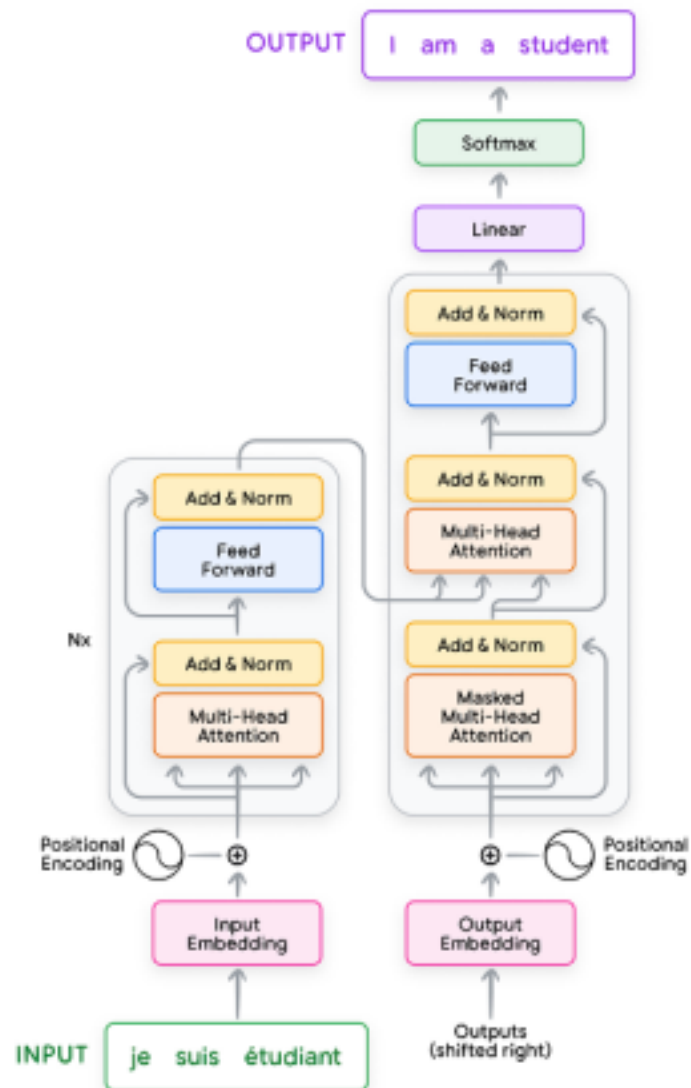 OUTPUT I am a student
Softmax
Linear
Add & Norm
Feed
Forward
Add & Norm
Multi-Head
Attention
Add & Norm
Masked
Multi-Head
Attention
Add & Norm
Feed
Forward
Nx
Add & Norm
Multi-Head
Attention
Positional
Encoding
Positional
Encoding
Input
Embedding
Output
Embedding
INPUT je suis étudiant
Outputs
(shifted right)